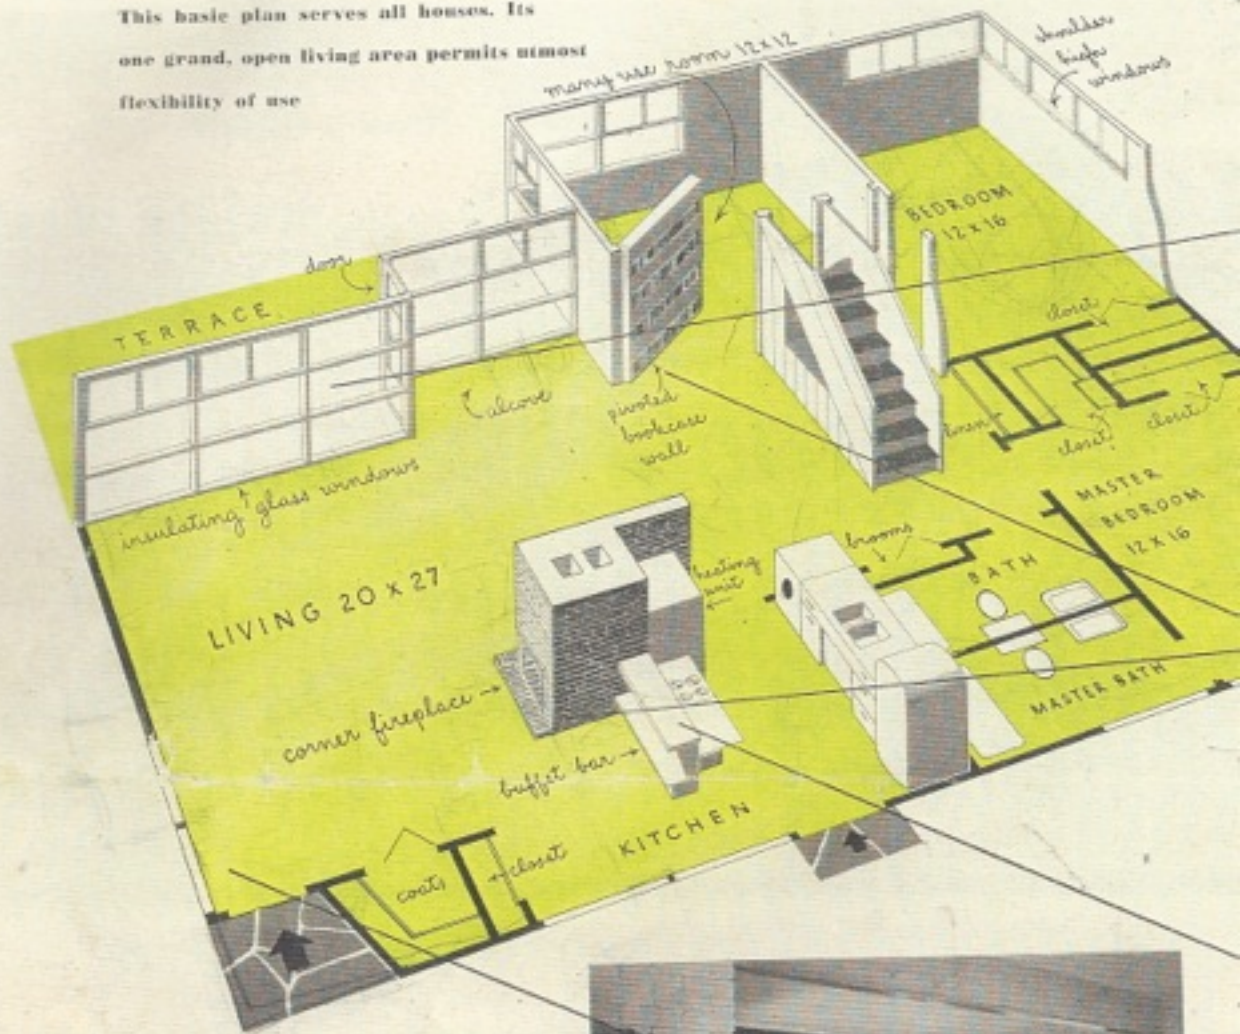 This basic plan serves all houses. Its
one grand, open living area permits utmost
flexibility of use
many use room 12x12
shoulder
high
windows
BEDROOM
12 x 16
door
TERRACE
alcove
pivoted
bookcase
wall
closet
linen
closet
closet
insulating glass windows
MASTER
BEDROOM
12 x 16
LIVING 20 x 27
heating
unit
brooms
BATH
MASTER BATH
corner fireplace
buffet bar
KITCHEN
coats
closet